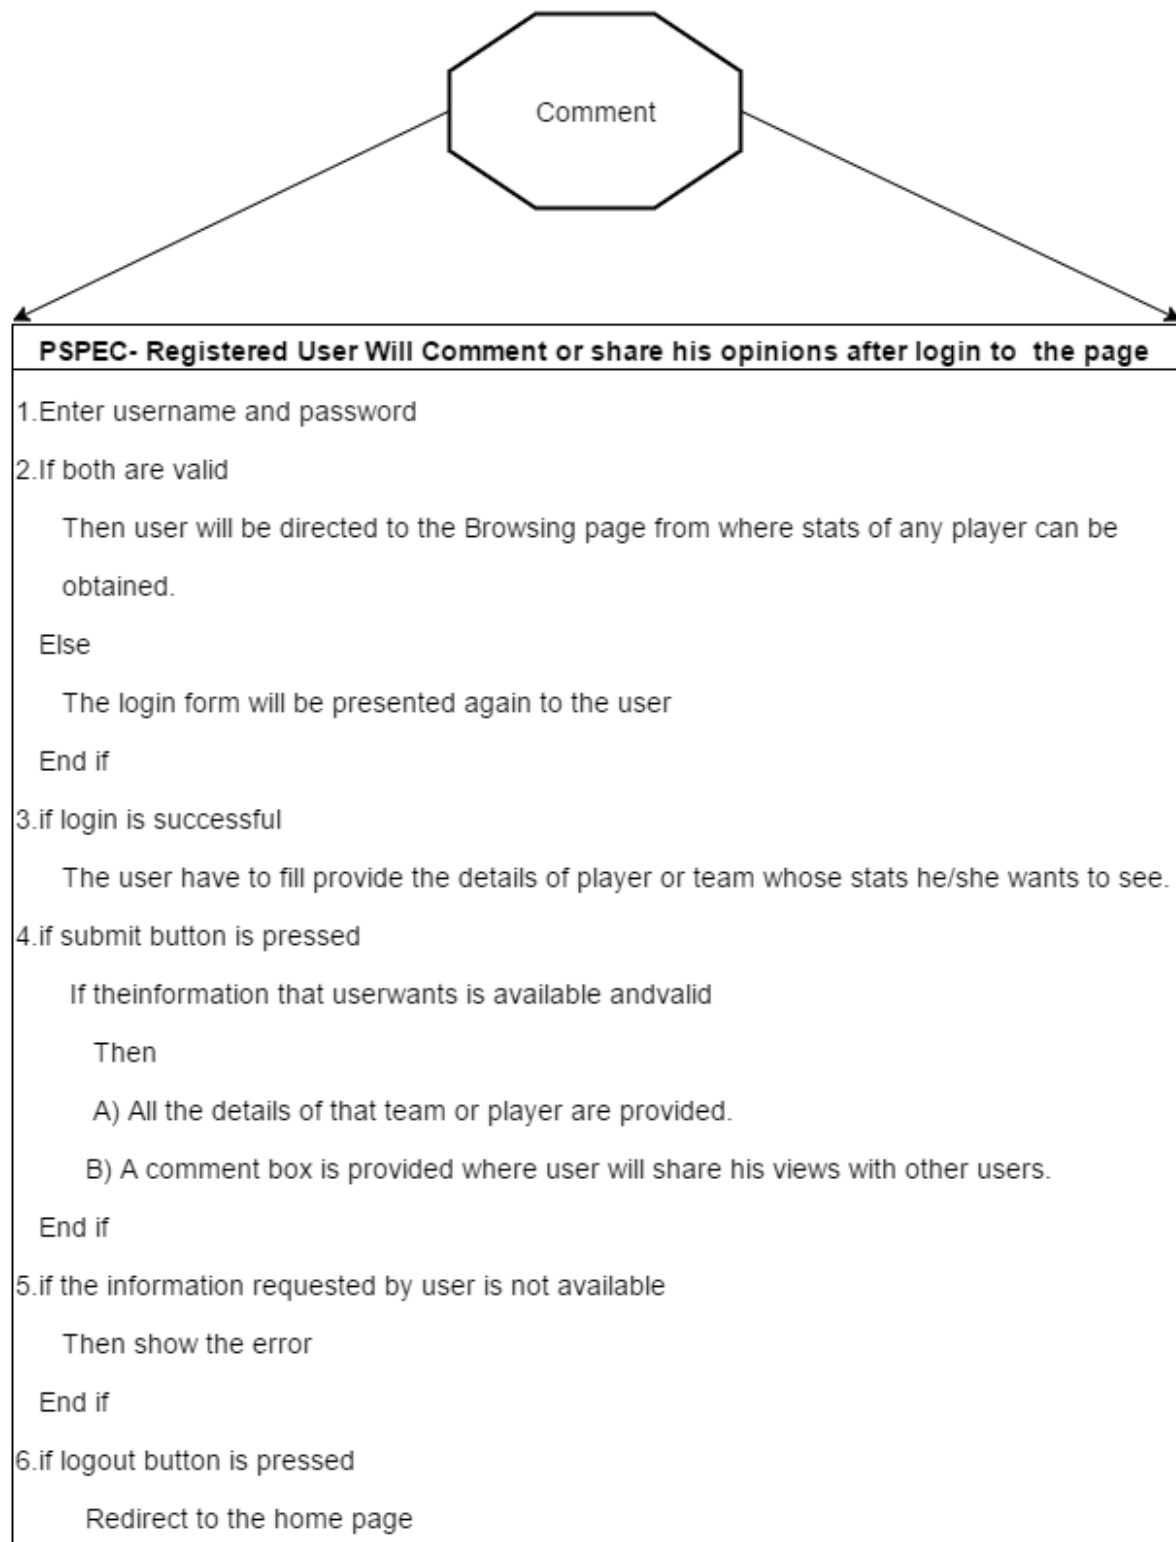 Comment
PSPEC- Registered User Will Comment or share his opinions after login to the page
1.Enter username and password
2.If both are valid
Then user will be directed to the Browsing page from where stats of any player can be
obtained.
Else
The login form will be presented again to the user
End if
3.if login is successful
The user have to fill provide the details of player or team whose stats he/she wants to see.
4.if submit button is pressed
If theinformation that userwants is available andvalid
Then
A) All the details of that team or player are provided.
B) A comment box is provided where user will share his views with other users.
End if
5.if the information requested by user is not available
Then show the error
End if
6.if logout button is pressed
Redirect to the home page